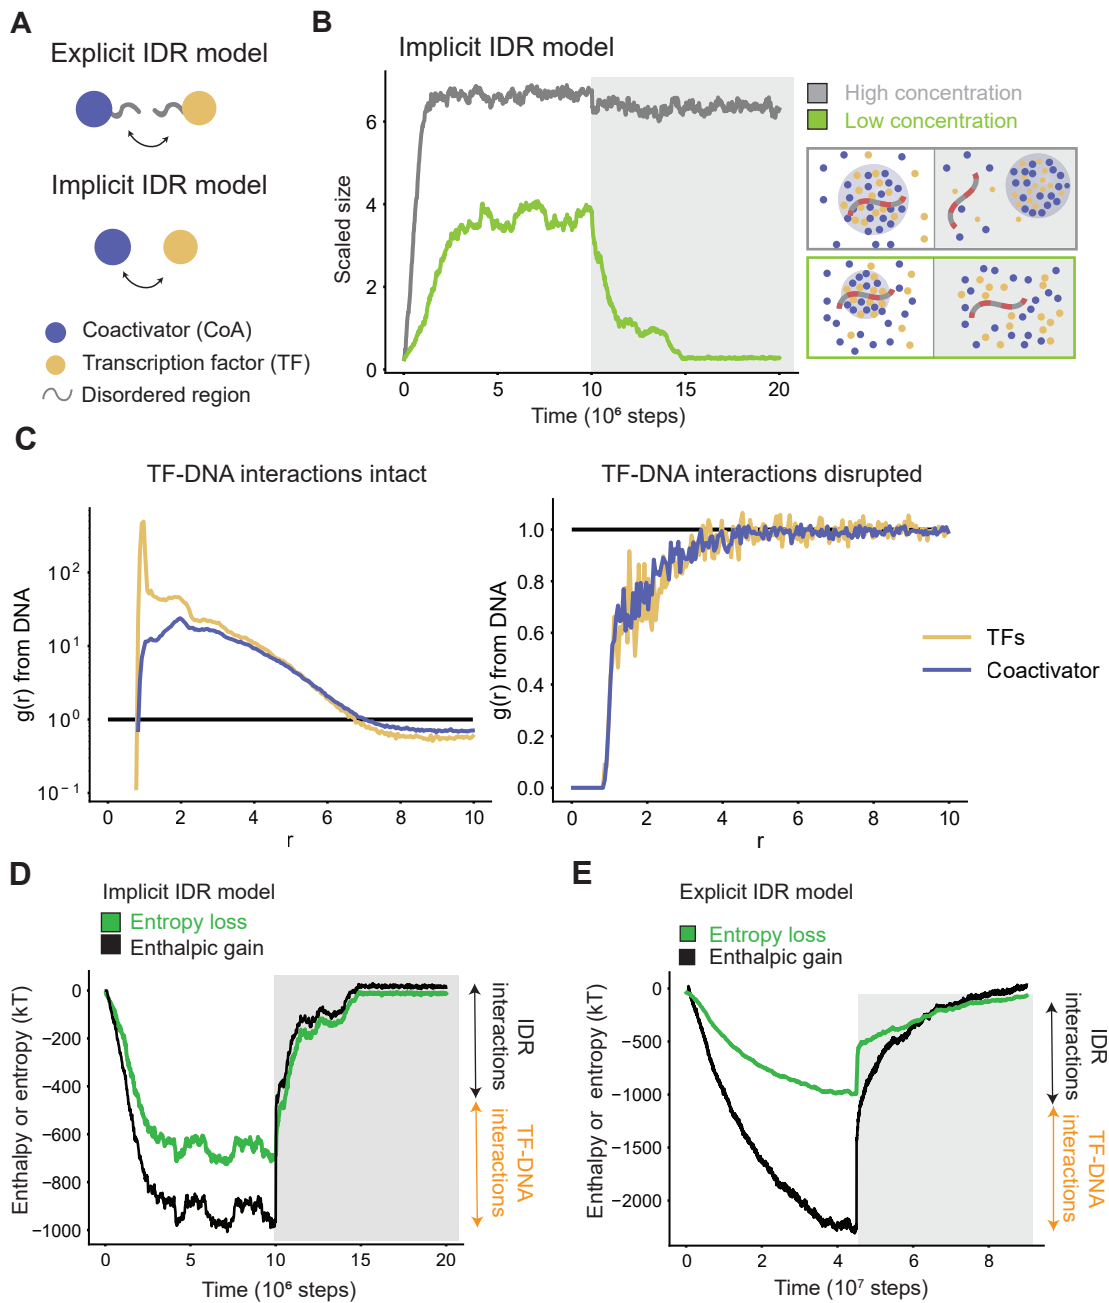 A
Explicit IDR model
Implicit IDR model
Coactivator (CoA)
Transcription factor (TF)
Disordered region
B
Implicit IDR model
Scaled size
6
4
2
0
0
5
10
15
20
Time (10⁶ steps)
High concentration
Low concentration
C
TF-DNA interactions intact
g(r) from DNA
10²
10¹
10⁰
10⁻¹
0
2
4
6
8
10
r
TF-DNA interactions disrupted
g(r) from DNA
1.0
0.8
0.6
0.4
0.2
0.0
0
2
4
6
8
10
r
TFs
Coactivator
D
Implicit IDR model
Entropy loss
Enthalpic gain
Enthalpy or entropy (kT)
0
−200
−400
−600
−800
−1000
0
5
10
15
20
Time (10⁶ steps)
IDR
interactions
TF-DNA
interactions
E
Explicit IDR model
Entropy loss
Enthalpic gain
Enthalpy or entropy (kT)
0
−500
−1000
−1500
−2000
0
2
4
6
8
Time (10⁷ steps)
IDR
interactions
TF-DNA
interactions